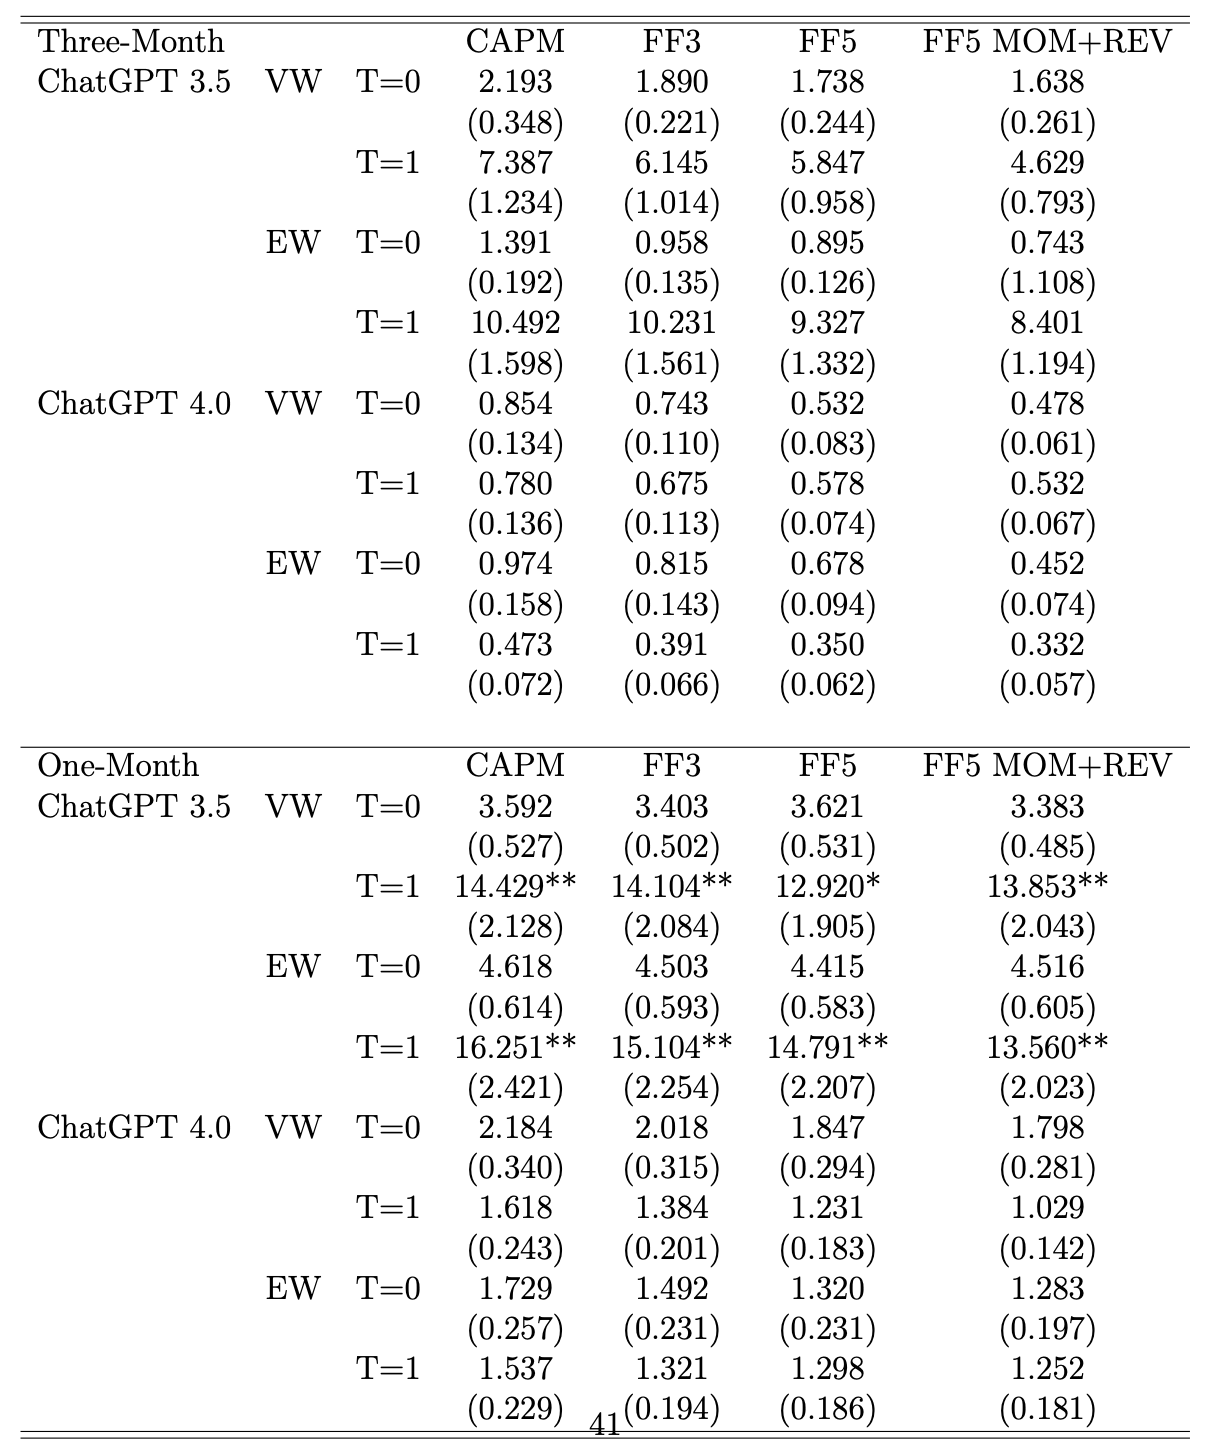 Three-Month CAPM FF3 FF5 FF5 MOM+REV
ChatGPT 3.5 VW T=0 2.193 1.890 1.738 1.638
(0.348) (0.221) (0.244) (0.261)
T=1 7.387 6.145 5.847 4.629
(1.234) (1.014) (0.958) (0.793)
EW T=0 1.391 0.958 0.895 0.743
(0.192) (0.135) (0.126) (1.108)
T=1 10.492 10.231 9.327 8.401
(1.598) (1.561) (1.332) (1.194)
ChatGPT 4.0 VW T=0 0.854 0.743 0.532 0.478
(0.134) (0.110) (0.083) (0.061)
T=1 0.780 0.675 0.578 0.532
(0.136) (0.113) (0.074) (0.067)
EW T=0 0.974 0.815 0.678 0.452
(0.158) (0.143) (0.094) (0.074)
T=1 0.473 0.391 0.350 0.332
(0.072) (0.066) (0.062) (0.057)
One-Month CAPM FF3 FF5 FF5 MOM+REV
ChatGPT 3.5 VW T=0 3.592 3.403 3.621 3.383
(0.527) (0.502) (0.531) (0.485)
T=1 14.429** 14.104** 12.920* 13.853**
(2.128) (2.084) (1.905) (2.043)
EW T=0 4.618 4.503 4.415 4.516
(0.614) (0.593) (0.583) (0.605)
T=1 16.251** 15.104** 14.791** 13.560**
(2.421) (2.254) (2.207) (2.023)
ChatGPT 4.0 VW T=0 2.184 2.018 1.847 1.798
(0.340) (0.315) (0.294) (0.281)
T=1 1.618 1.384 1.231 1.029
(0.243) (0.201) (0.183) (0.142)
EW T=0 1.729 1.492 1.320 1.283
(0.257) (0.231) (0.231) (0.197)
T=1 1.537 1.321 1.298 1.252
(0.229) (0.194) (0.186) (0.181)
41